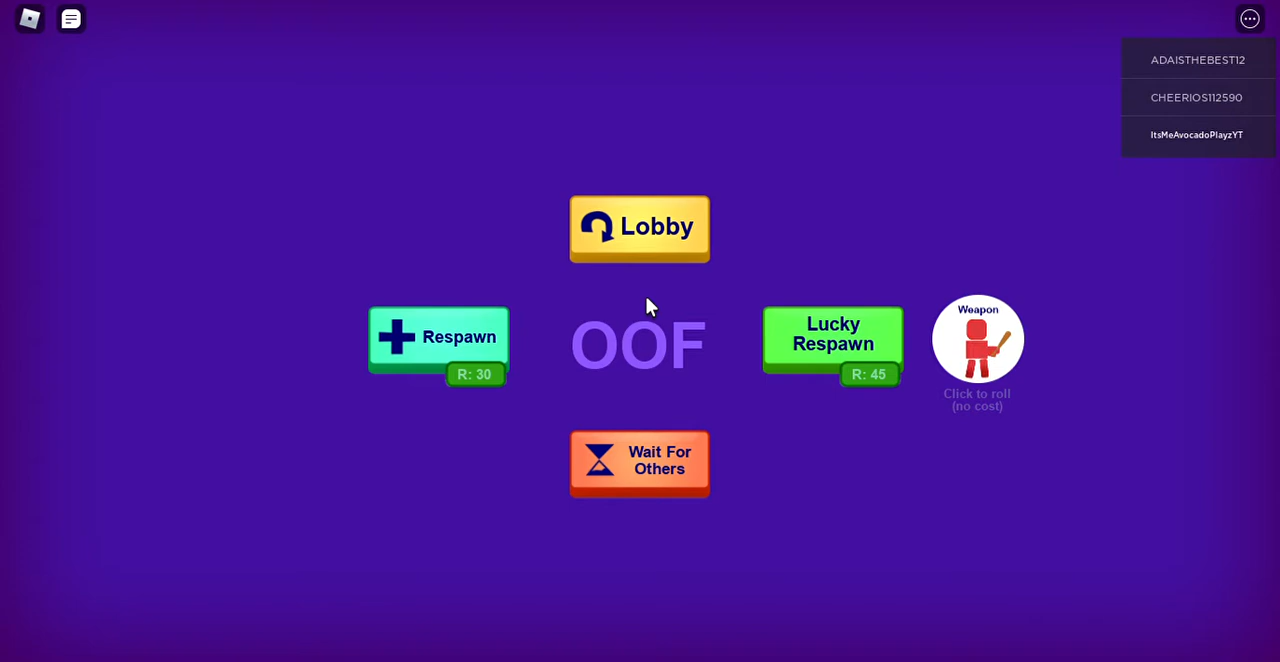 ADAISTHEBEST12
CHEERIOS112590
ItsMeAvocadoPlayzYT
Lobby
Respawn
R: 30
OOF
Lucky
Respawn
R: 45
Weapon
Click to roll
(no cost)
Wait For
Others